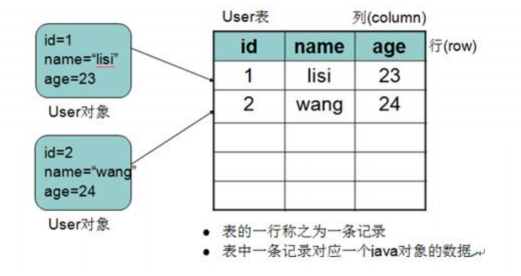 User表
列(column)
id=1
name="lisi"
age=23
User对象
id name age
行(row)
1 lisi 23
2 wang 24
id=2
name="wang"
age=24
User对象
● 表的一行称之为一条记录
● 表中一条记录对应一个java对象的数据